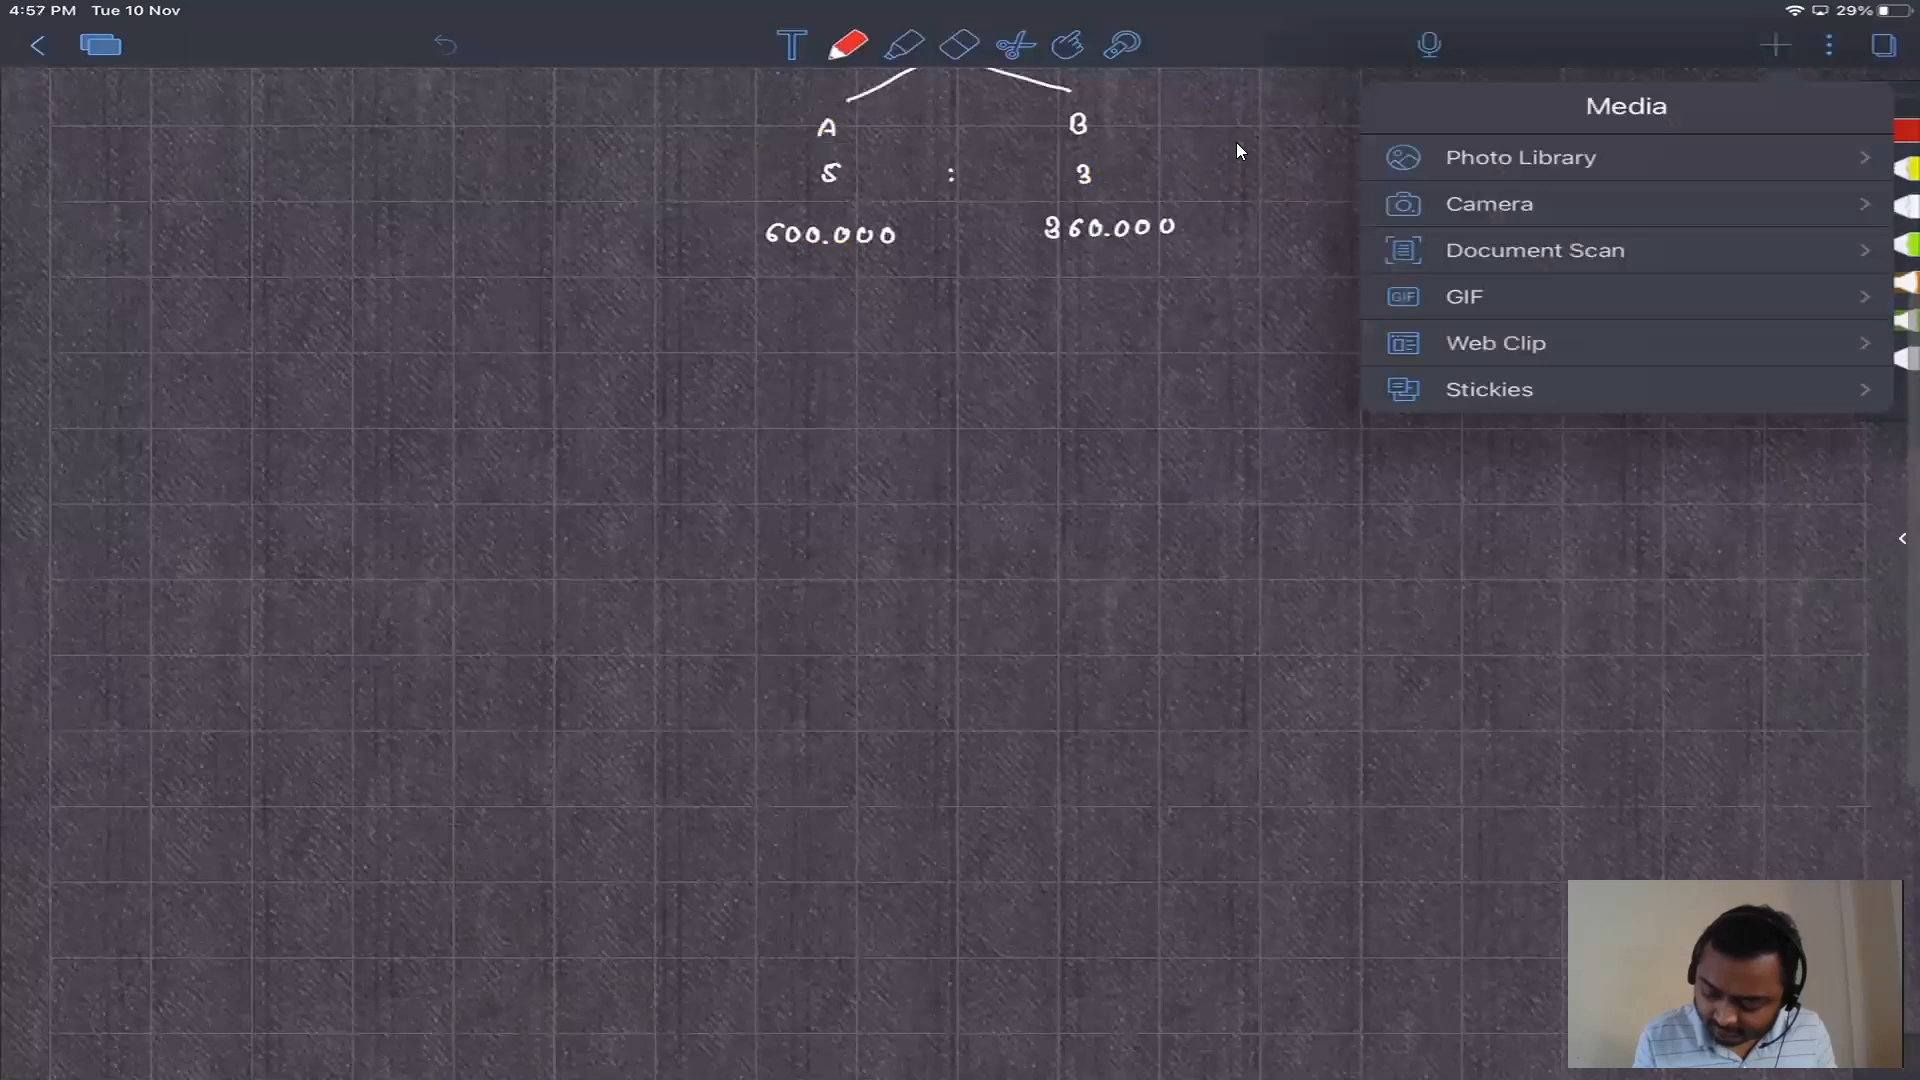 4:57 PM Tue 10 Nov 29%
T
Media
Photo Library
Camera
Document Scan
GIF GIF
Web Clip
Stickies
A B
5 : 3
600.000 360.000